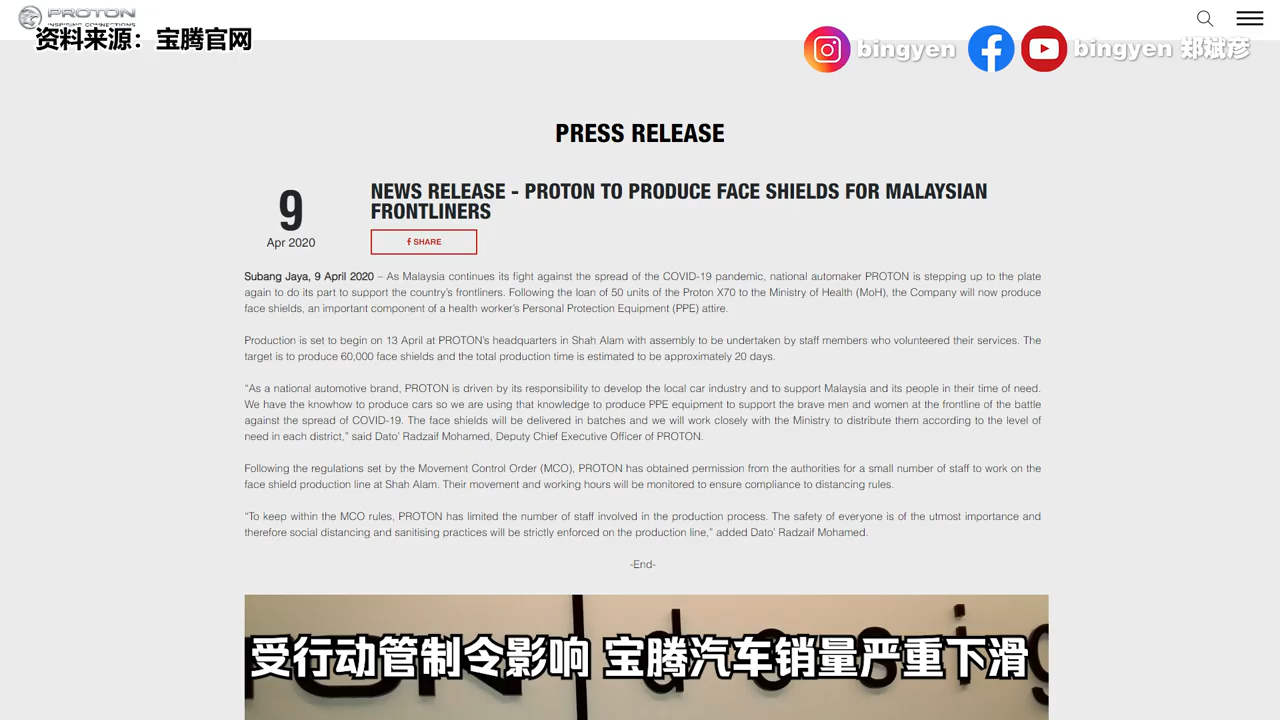 PROTON
INSPIRING CONNECTIONS
资料来源：宝腾官网
bingyen
bingyen 郑斌彦
PRESS RELEASE
9
Apr 2020
NEWS RELEASE - PROTON TO PRODUCE FACE SHIELDS FOR MALAYSIAN
FRONTLINERS
f SHARE
Subang Jaya, 9 April 2020 – As Malaysia continues its fight against the spread of the COVID-19 pandemic, national automaker PROTON is stepping up to the plate
again to do its part to support the country's frontliners. Following the loan of 50 units of the Proton X70 to the Ministry of Health (MoH), the Company will now produce
face shields, an important component of a health worker's Personal Protection Equipment (PPE) attire.
Production is set to begin on 13 April at PROTON's headquarters in Shah Alam with assembly to be undertaken by staff members who volunteered their services. The
target is to produce 60,000 face shields and the total production time is estimated to be approximately 20 days.
“As a national automotive brand, PROTON is driven by its responsibility to develop the local car industry and to support Malaysia and its people in their time of need.
We have the knowhow to produce cars so we are using that knowledge to produce PPE equipment to support the brave men and women at the frontline of the battle
against the spread of COVID-19. The face shields will be delivered in batches and we will work closely with the Ministry to distribute them according to the level of
need in each district,” said Dato' Radzaif Mohamed, Deputy Chief Executive Officer of PROTON.
Following the regulations set by the Movement Control Order (MCO), PROTON has obtained permission from the authorities for a small number of staff to work on the
face shield production line at Shah Alam. Their movement and working hours will be monitored to ensure compliance to distancing rules.
“To keep within the MCO rules, PROTON has limited the number of staff involved in the production process. The safety of everyone is of the utmost importance and
therefore social distancing and sanitising practices will be strictly enforced on the production line,” added Dato' Radzaif Mohamed.
-End-
受行动管制令影响 宝腾汽车销量严重下滑